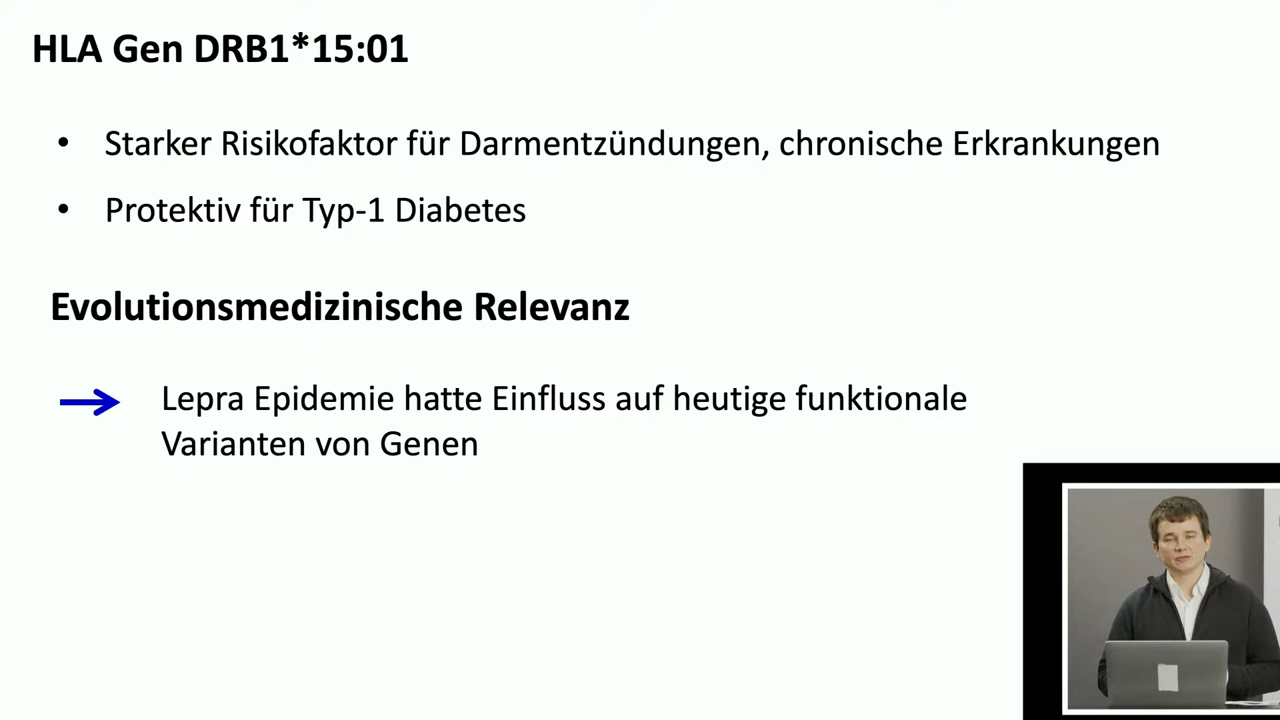 HLA Gen DRB1*15:01
• Starker Risikofaktor für Darmentzündungen, chronische Erkrankungen
• Protektiv für Typ-1 Diabetes
Evolutionsmedizinische Relevanz
Lepra Epidemie hatte Einfluss auf heutige funktionale
Varianten von Genen